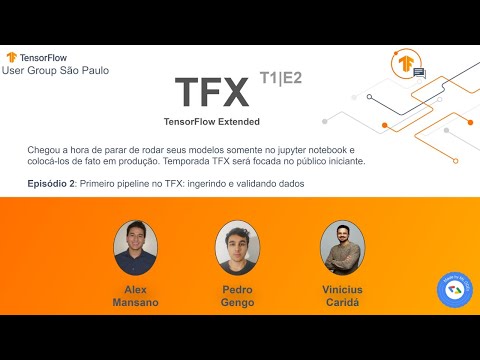 TensorFlow
User Group São Paulo
TFX T1|E2
TensorFlow Extended
Chegou a hora de parar de rodar seus modelos somente no jupyter notebook e
colocá-los de fato em produção. Temporada TFX será focada no público iniciante.
Episódio 2: Primeiro pipeline no TFX: ingerindo e validando dados
Alex
Mansano
Pedro
Gengo
Vinicius
Caridá